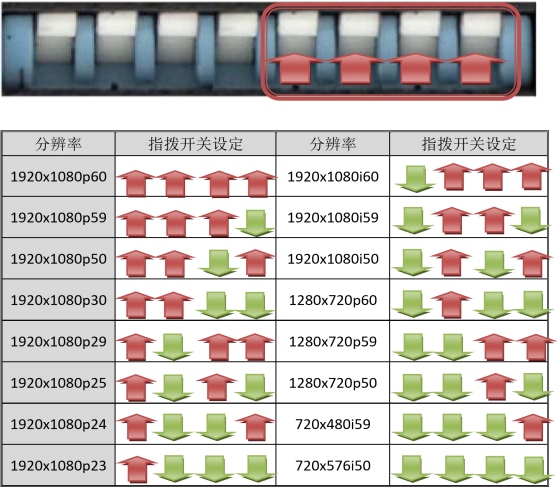 分辨率 指拨开关设定 分辨率 指拨开关设定
1920x1080p60 1920x1080i60
1920x1080p59 1920x1080i59
1920x1080p50 1920x1080i50
1920x1080p30 1280x720p60
1920x1080p29 1280x720p59
1920x1080p25 1280x720p50
1920x1080p24 720x480i59
1920x1080p23 720x576i50